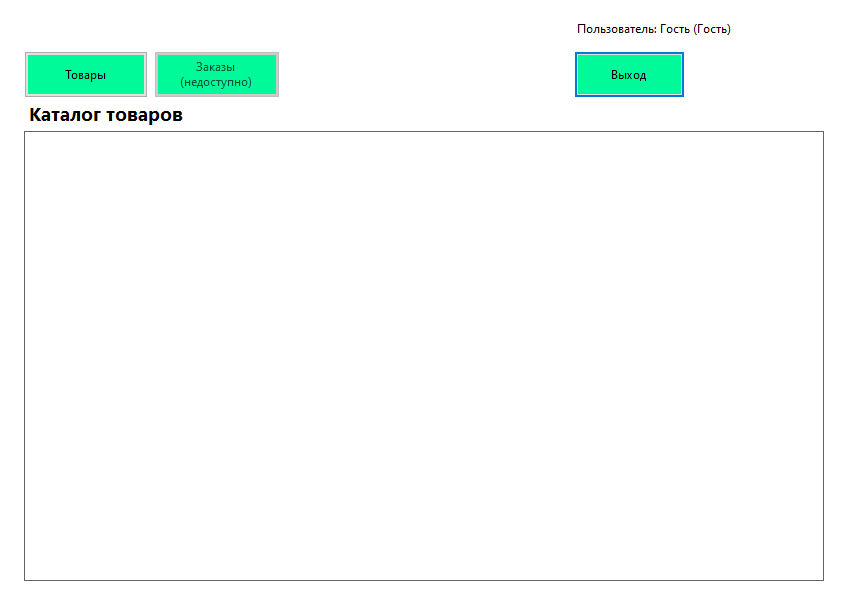 Пользователь: Гость (Гость)
Товары
Заказы
(недоступно)
Выход
Каталог товаров